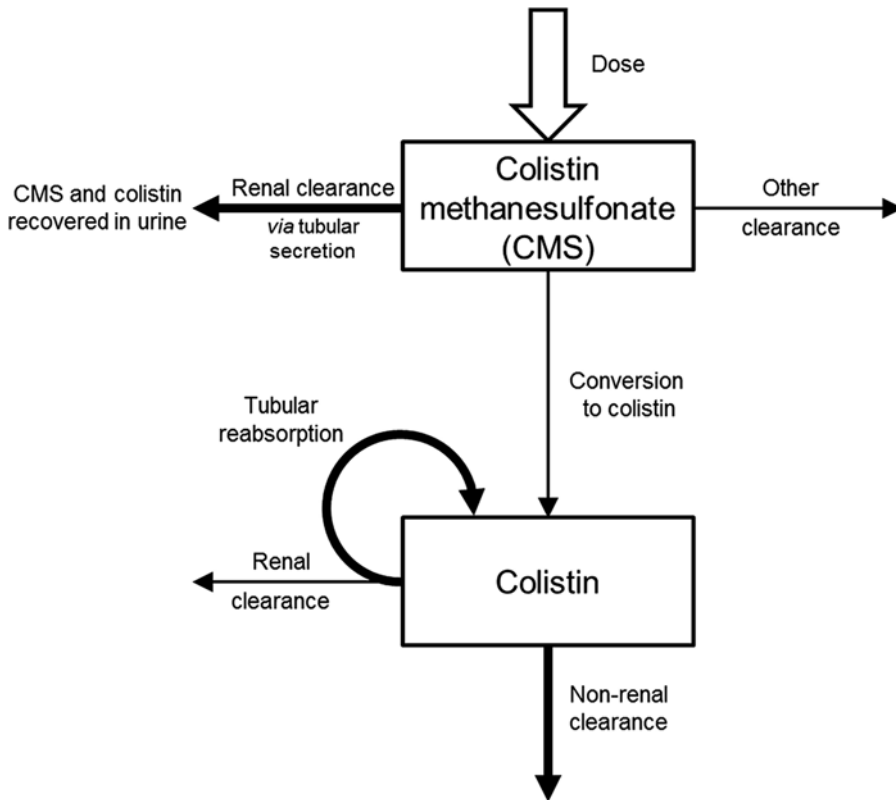 Dose
Colistin
methanesulfonate
(CMS)
CMS and colistin
recovered in urine
Renal clearance
via tubular
secretion
Other
clearance
Conversion
to colistin
Tubular
reabsorption
Renal
clearance
Colistin
Non-renal
clearance